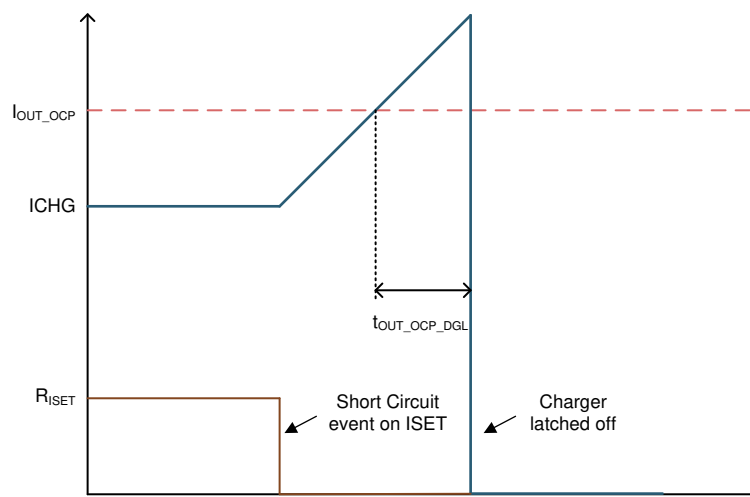 IOUT_OCP
ICHG
tOUT_OCP_DGL
RISET
Short Circuit
event on ISET
Charger
latched off